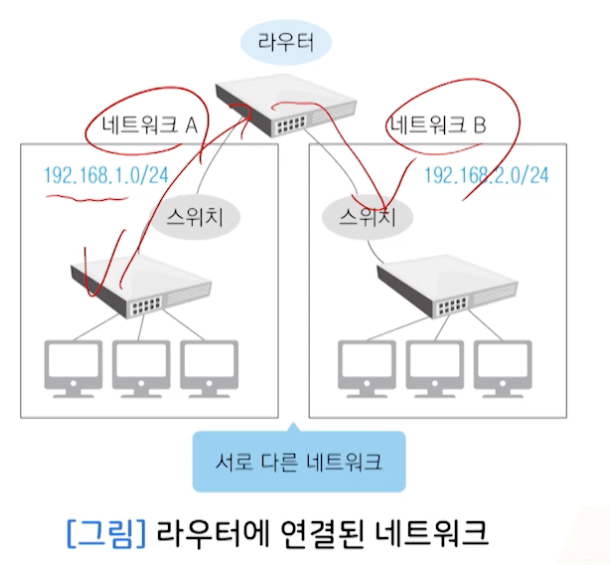 라우터
네트워크 A
네트워크 B
192.168.1.0/24
192.168.2.0/24
스위치
스위치
서로 다른 네트워크
[그림] 라우터에 연결된 네트워크